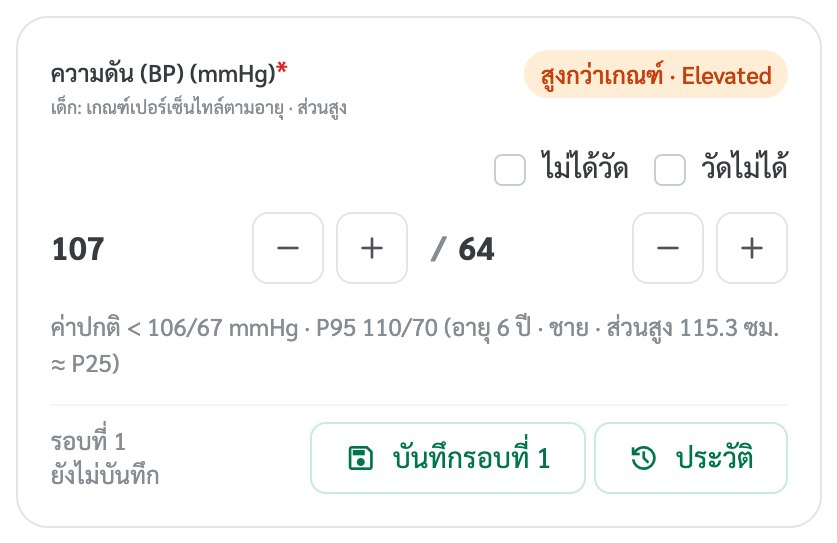 ความดัน (BP) (mmHg)*
สูงกว่าเกณฑ์ · Elevated
เด็ก: เกณฑ์เปอร์เซ็นไทล์ตามอายุ · ส่วนสูง
ไม่ได้วัด วัดไม่ได้
107 − + / 64 − +
ค่าปกติ < 106/67 mmHg · P95 110/70 (อายุ 6 ปี · ชาย · ส่วนสูง 115.3 ซม.
≈ P25)
รอบที่ 1
ยังไม่บันทึก
บันทึกรอบที่ 1
ประวัติ